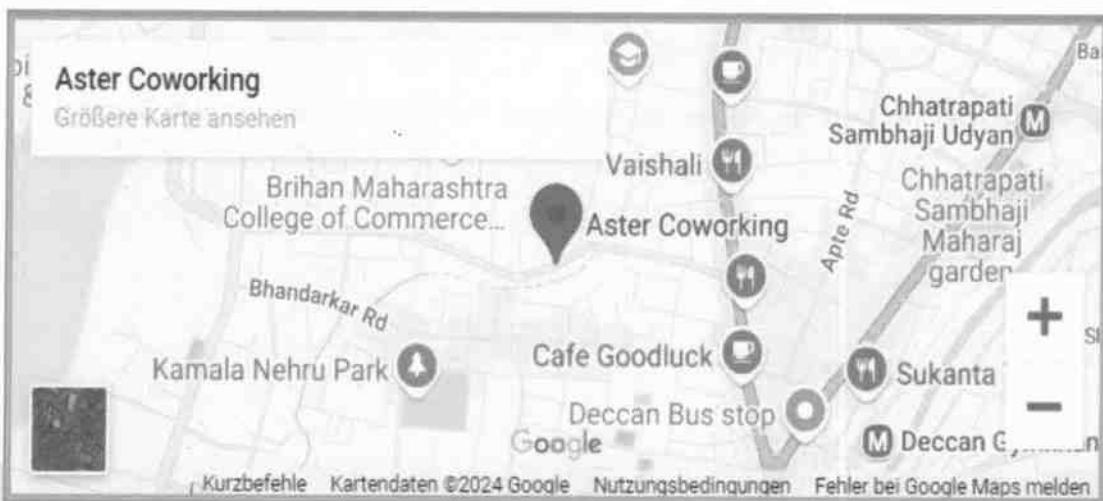 Aster Coworking
Größere Karte ansehen
Vaishali
Chhatrapati
Sambhaji Udyan
Brihan Maharashtra
College of Commerce...
Aster Coworking
Apte Rd
Chhatrapati
Sambhaji
Maharaj
garden
Bhandarkar Rd
Kamala Nehru Park
Cafe Goodluck
Sukanta
Deccan Bus stop
Deccan
Google
Kurzbefehle Kartendaten ©2024 Google Nutzungsbedingungen Fehler bei Google Maps melden
+
−
M
M